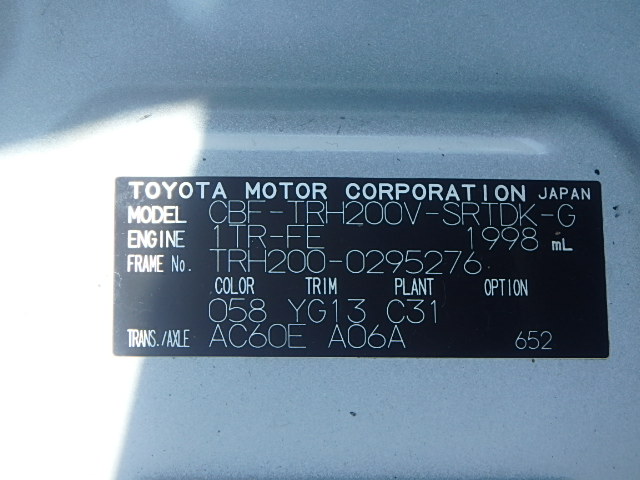 TOYOTA MOTOR CORPORATION JAPAN
MODEL CBF-TRH200V-SRTDK-G
ENGINE 1TR-FE 1998 mL
FRAME No. TRH200-0295276
COLOR TRIM PLANT OPTION
058 YG13 C31
TRANS./AXLE AC60E A06A 652